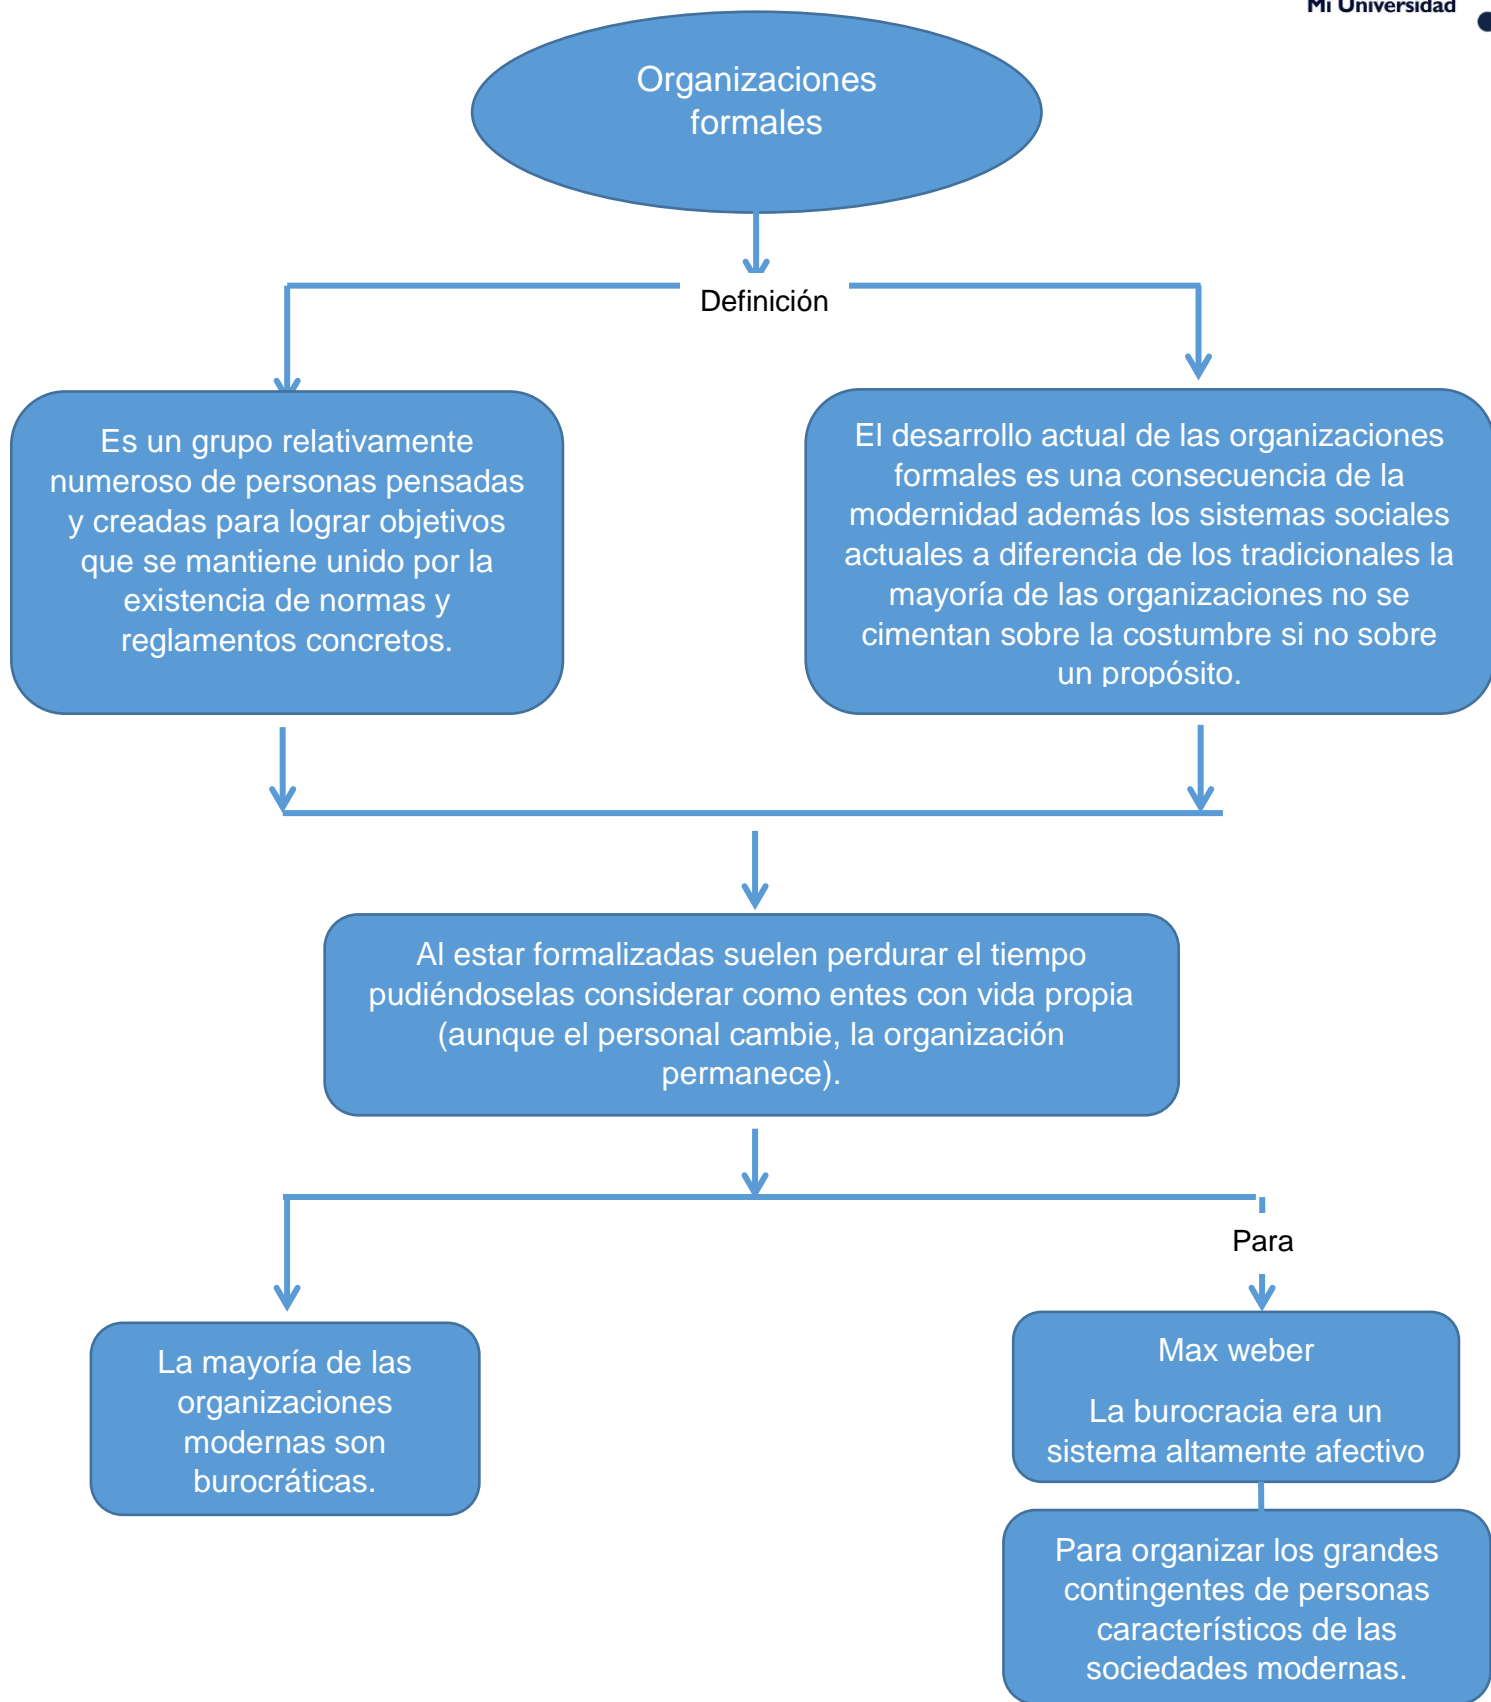 Mi Universidad
Organizaciones
formales
Definición
Es un grupo relativamente
numeroso de personas pensadas
y creadas para lograr objetivos
que se mantiene unido por la
existencia de normas y
reglamentos concretos.
El desarrollo actual de las organizaciones
formales es una consecuencia de la
modernidad además los sistemas sociales
actuales a diferencia de los tradicionales la
mayoría de las organizaciones no se
cimentan sobre la costumbre si no sobre
un propósito.
Al estar formalizadas suelen perdurar el tiempo
pudiéndoselas considerar como entes con vida propia
(aunque el personal cambie, la organización
permanece).
Para
La mayoría de las
organizaciones
modernas son
burocráticas.
Max weber
La burocracia era un
sistema altamente afectivo
Para organizar los grandes
contingentes de personas
característicos de las
sociedades modernas.